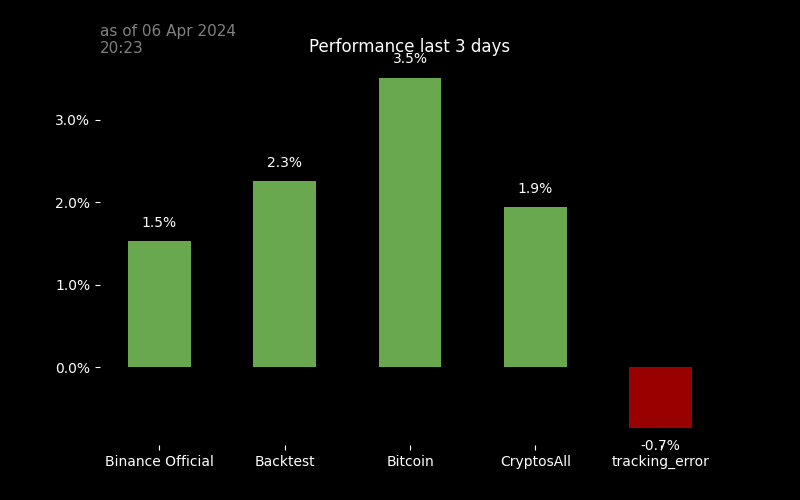 as of 06 Apr 2024
20:23
Performance last 3 days
3.5%
3.0%
2.3%
2.0%
1.9%
1.5%
1.0%
0.0%
-0.7%
Binance Official
Backtest
Bitcoin
CryptosAll
tracking_error